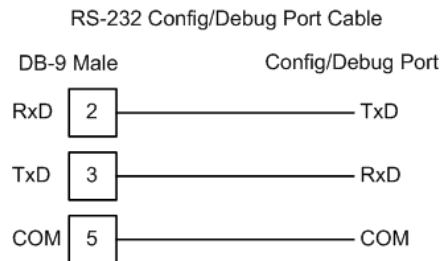 RS-232 Config/Debug Port Cable
DB-9 Male Config/Debug Port
RxD 2 TxD
TxD 3 RxD
COM 5 COM